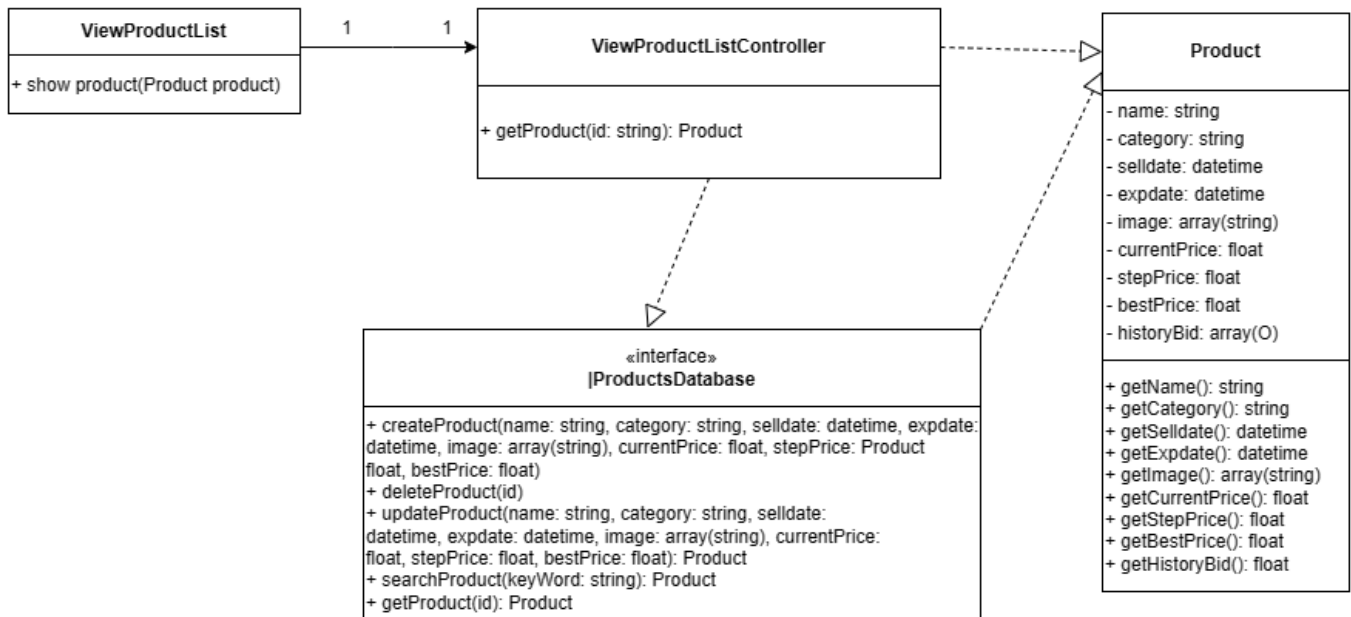 ViewProductList
+ show product(Product product)
1
1
ViewProductListController
+ getProduct(id: string): Product
Product
- name: string
- category: string
- selldate: datetime
- expdate: datetime
- image: array(string)
- currentPrice: float
- stepPrice: float
- bestPrice: float
- historyBid: array(O)
+ getName(): string
+ getCategory(): string
+ getSelldate(): datetime
+ getExpdate(): datetime
+ getImage(): array(string)
+ getCurrentPrice(): float
+ getStepPrice(): float
+ getBestPrice(): float
+ getHistoryBid(): float
«interface»
|ProductsDatabase
+ createProduct(name: string, category: string, selldate: datetime, expdate:
datetime, image: array(string), currentPrice: float, stepPrice: Product
float, bestPrice: float)
+ deleteProduct(id)
+ updateProduct(name: string, category: string, selldate:
datetime, expdate: datetime, image: array(string), currentPrice:
float, stepPrice: float, bestPrice: float): Product
+ searchProduct(keyWord: string): Product
+ getProduct(id): Product